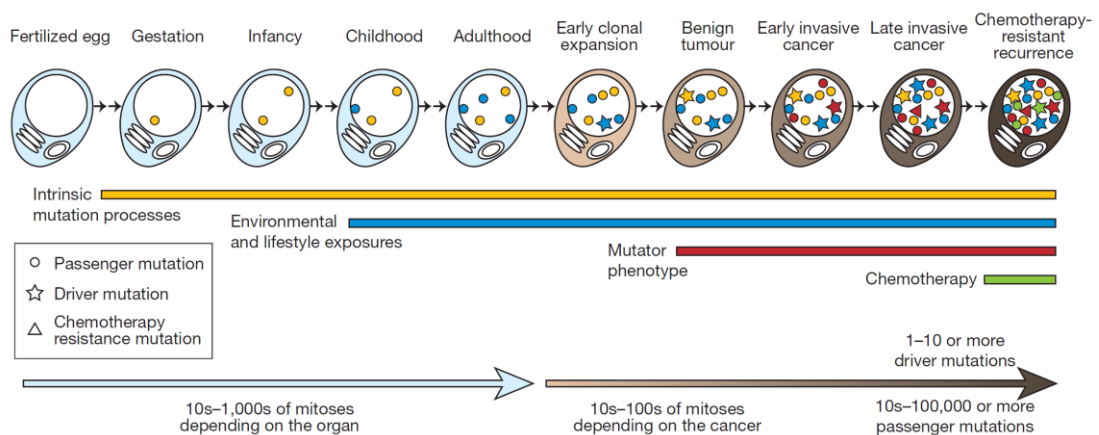 Fertilized egg
Gestation
Infancy
Childhood
Adulthood
Early clonal
expansion
Benign
tumour
Early invasive
cancer
Late invasive
cancer
Chemotherapy-
resistant
recurrence
Intrinsic
mutation processes
Environmental
and lifestyle exposures
Mutator
phenotype
Chemotherapy
Passenger mutation
Driver mutation
Chemotherapy
resistance mutation
1–10 or more
driver mutations
10s–1,000s of mitoses
depending on the organ
10s–100s of mitoses
depending on the cancer
10s–100,000 or more
passenger mutations